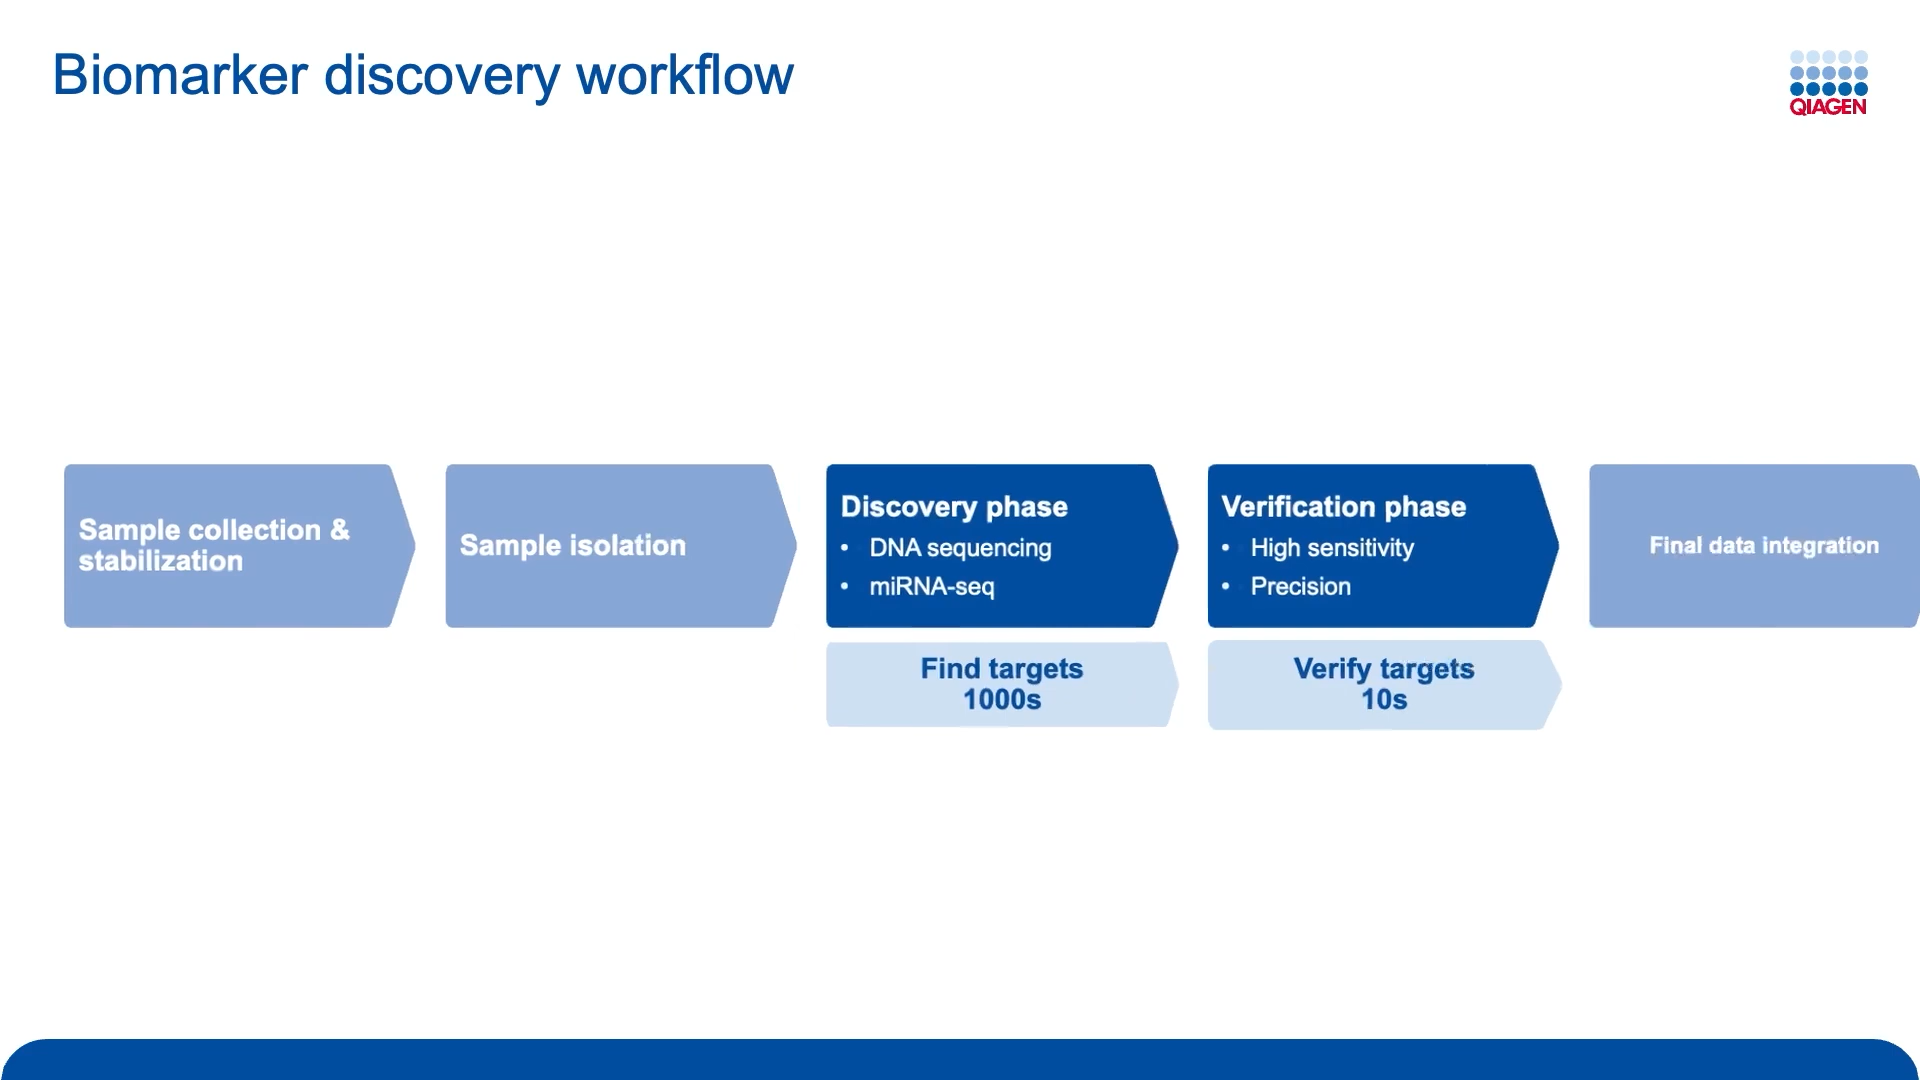 Biomarker discovery workflow
QIAGEN
Sample collection &
stabilization
Sample isolation
Discovery phase
• DNA sequencing
• miRNA-seq
Find targets
1000s
Verification phase
• High sensitivity
• Precision
Verify targets
10s
Final data integration